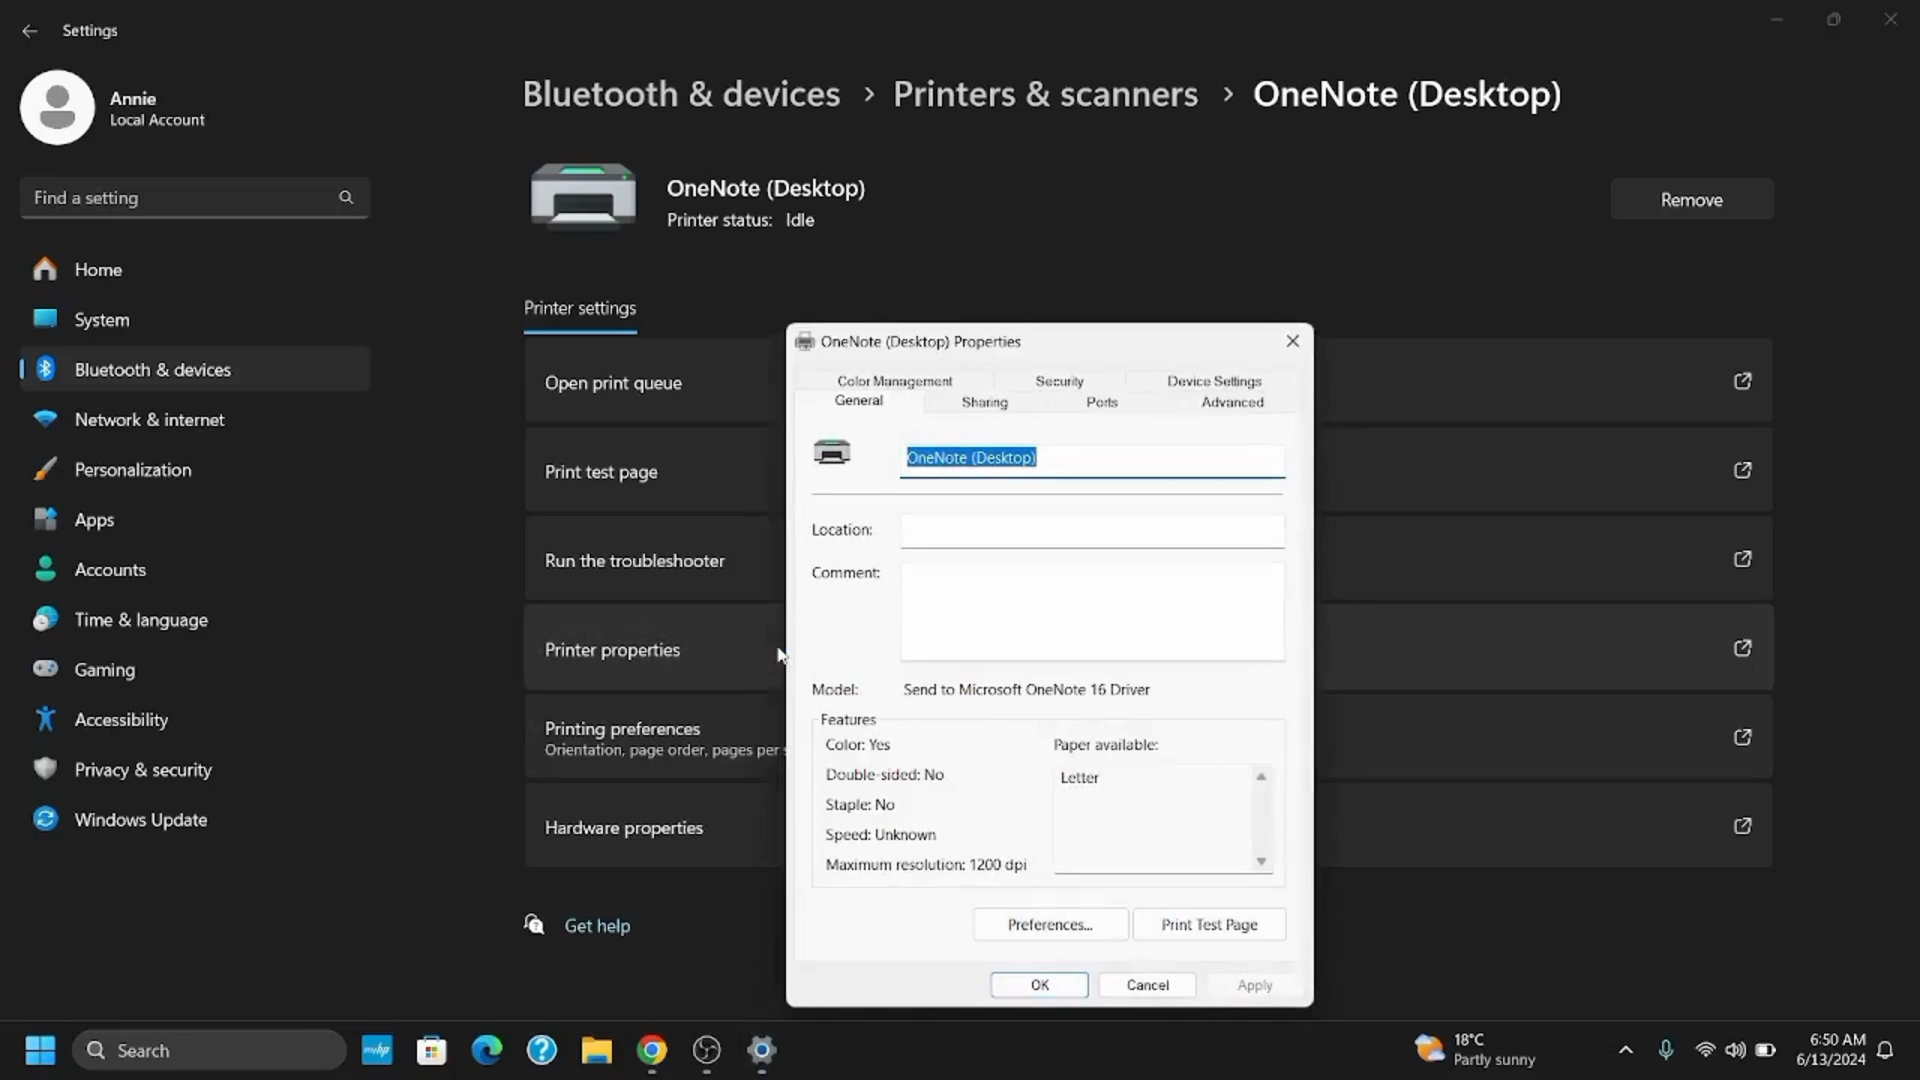 Settings
Annie
Local Account
Find a setting
Home
System
Bluetooth & devices
Network & internet
Personalization
Apps
Accounts
Time & language
Gaming
Accessibility
Privacy & security
Windows Update
Bluetooth & devices > Printers & scanners > OneNote (Desktop)
OneNote (Desktop)
Printer status: Idle
Remove
Printer settings
Open print queue
Print test page
Run the troubleshooter
Printer properties
Printing preferences
Orientation, page order, pages per s
Hardware properties
Get help
OneNote (Desktop) Properties
Color Management Security Device Settings
General Sharing Ports Advanced
OneNote (Desktop)
Location:
Comment:
Model: Send to Microsoft OneNote 16 Driver
Features
Color: Yes
Double-sided: No
Staple: No
Speed: Unknown
Maximum resolution: 1200 dpi
Paper available:
Letter
Preferences... Print Test Page
OK Cancel Apply
Search
myhp
18°C
Partly sunny
6:50 AM
6/13/2024